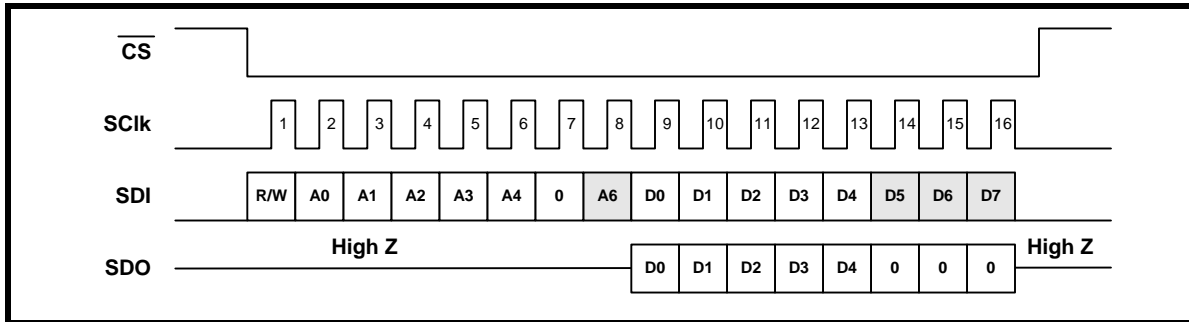 CS
SClk 1 2 3 4 5 6 7 8 9 10 11 12 13 14 15 16
SDI R/W A0 A1 A2 A3 A4 0 A6 D0 D1 D2 D3 D4 D5 D6 D7
High Z High Z
SDO D0 D1 D2 D3 D4 0 0 0